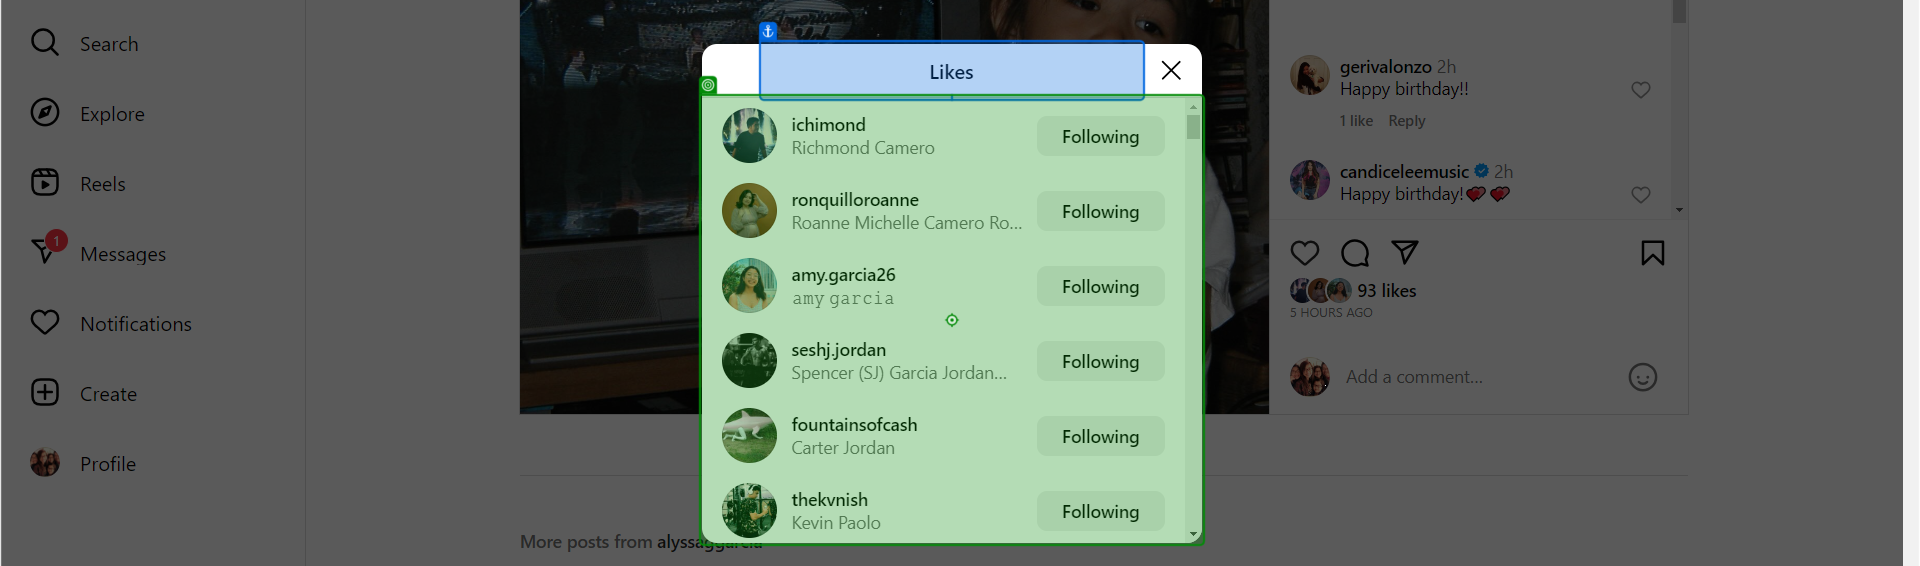 Search
Explore
Reels
1
Messages
Notifications
Create
Profile
American
Likes
ichimond
Richmond Camero
Following
ronquilloroanne
Roanne Michelle Camero Ro...
Following
amy.garcia26
amy garcia
Following
seshj.jordan
Spencer (SJ) Garcia Jordan...
Following
fountainsofcash
Carter Jordan
Following
thekvnish
Kevin Paolo
Following
gerivalonzo 2h
Happy birthday!!
1 like Reply
candiceleemusic 2h
Happy birthday!💕💕
93 likes
5 HOURS AGO
Add a comment...
More posts from alyssaggarcia